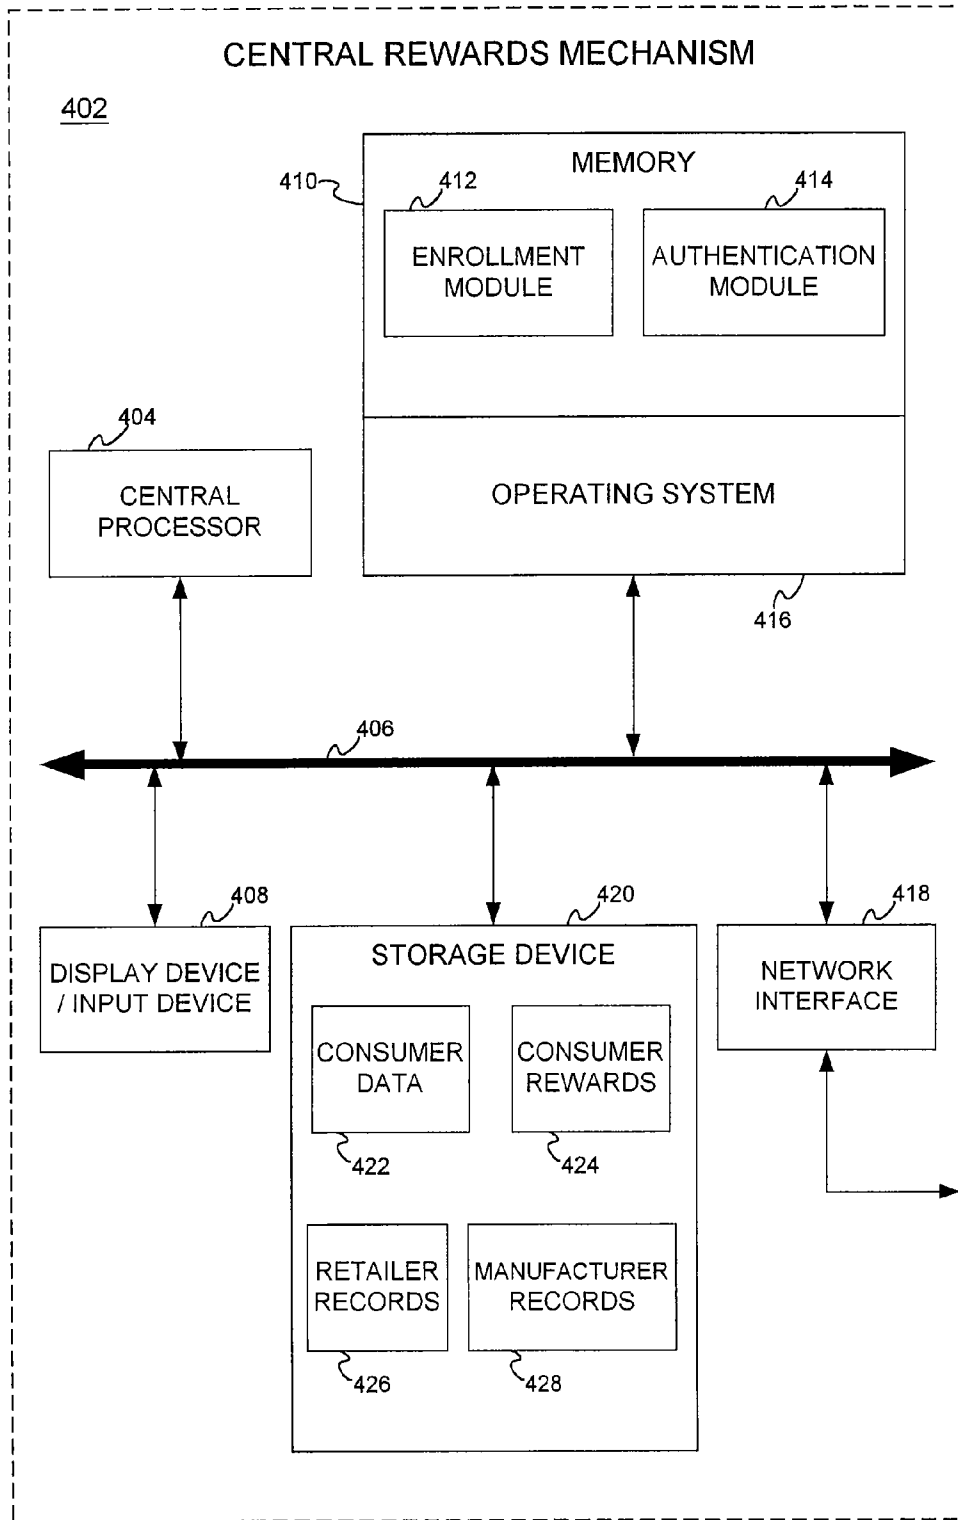 CENTRAL REWARDS MECHANISM
402
MEMORY
410
412
414
ENROLLMENT
MODULE
AUTHENTICATION
MODULE
404
CENTRAL
PROCESSOR
OPERATING SYSTEM
416
406
408
420
418
DISPLAY DEVICE
/ INPUT DEVICE
STORAGE DEVICE
NETWORK
INTERFACE
CONSUMER
DATA
CONSUMER
REWARDS
422
424
RETAILER
RECORDS
MANUFACTURER
RECORDS
426
428